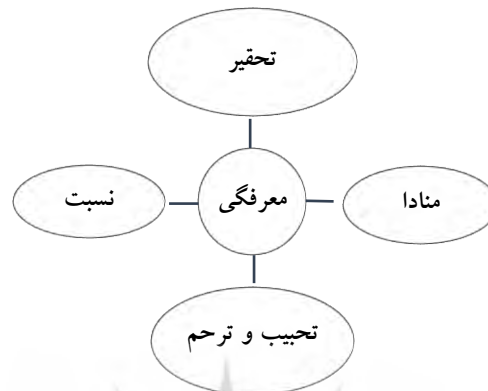 تحقیر
منادا
معرفگی
نسبت
تحبیب و ترحم